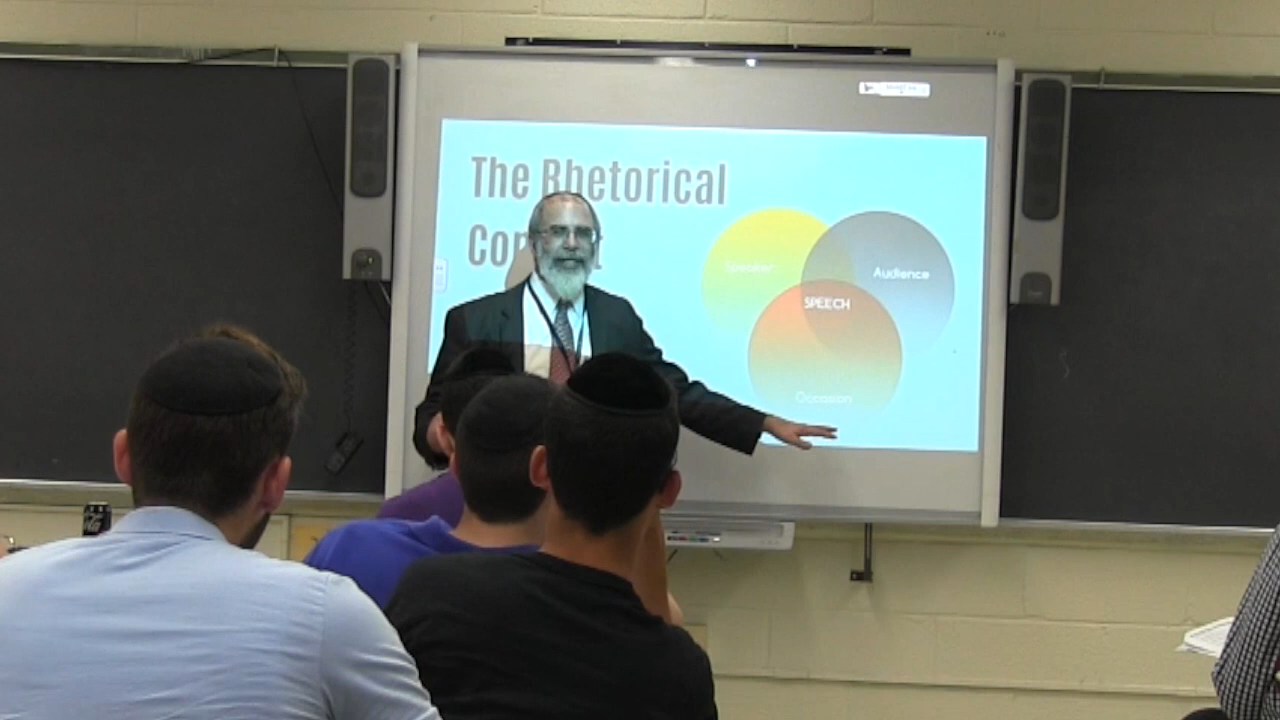 The Rhetorical
Speaker
Audience
SPEECH
Occasion